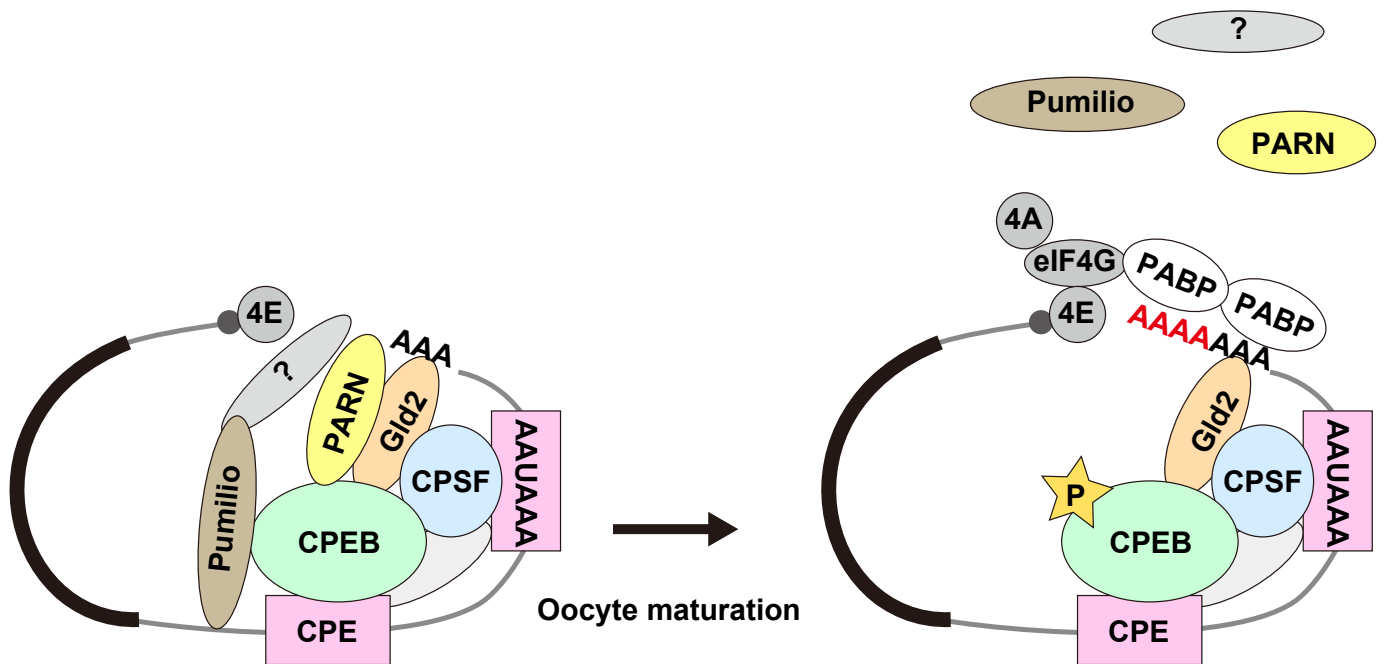 4E
?
PARN
AAA
Gld2
Pumilio
CPSF
AAUAAA
CPEB
CPE
Oocyte maturation
?
Pumilio
PARN
4A
eIF4G
PABP
PABP
4E
AAAAAAA
Gld2
P
CPSF
AAUAAA
CPEB
CPE